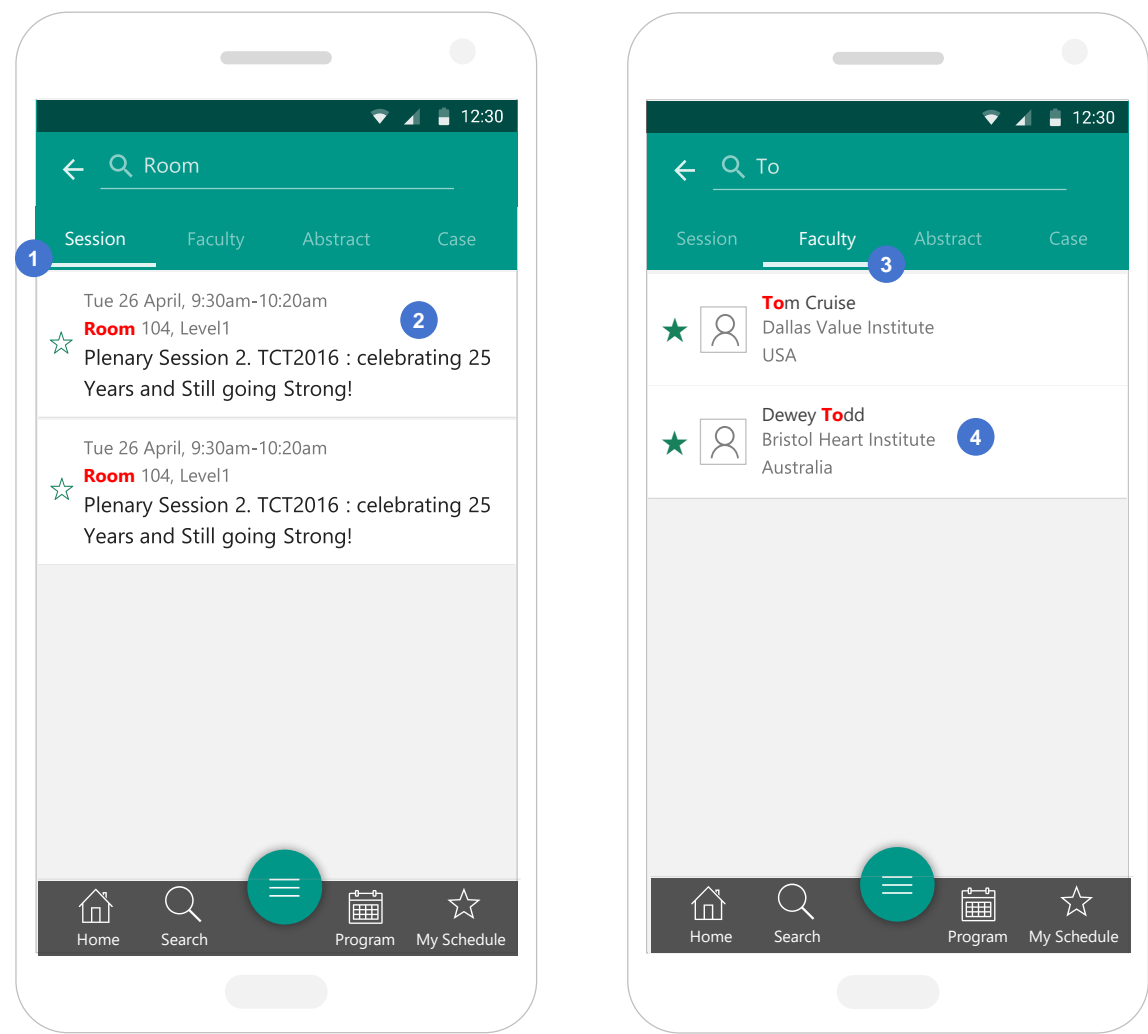 12:30
Room
Session Faculty Abstract Case
1
Tue 26 April, 9:30am-10:20am
2
Room 104, Level1
Plenary Session 2. TCT2016 : celebrating 25
Years and Still going Strong!
Tue 26 April, 9:30am-10:20am
Room 104, Level1
Plenary Session 2. TCT2016 : celebrating 25
Years and Still going Strong!
Home Search Program My Schedule
12:30
To
Session Faculty Abstract Case
3
Tom Cruise
Dallas Value Institute
USA
Dewey Todd
Bristol Heart Institute
4
Australia
Home Search Program My Schedule